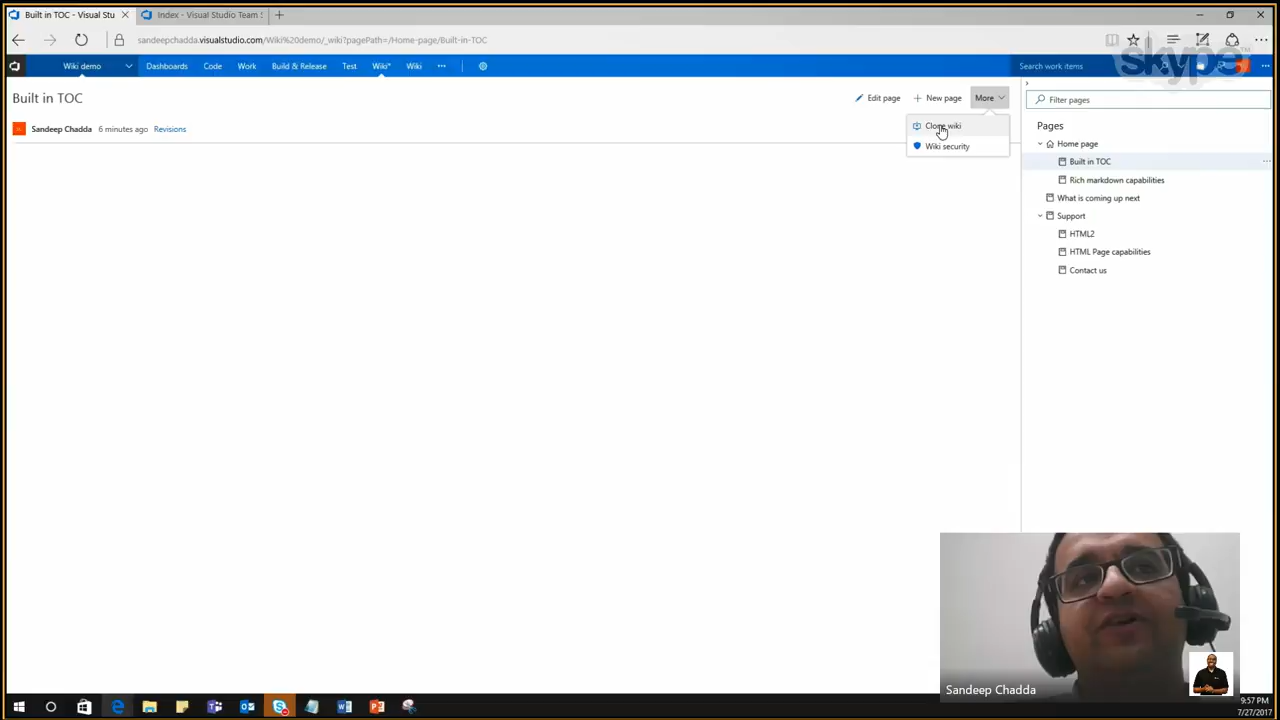 Built in TOC - Visual Stu
Index - Visual Studio Team S
sandeepchadda.visualstudio.com/Wiki%20demo/_wiki?pagePath=/Home-page/Built-in-TOC
Wiki demo
Dashboards
Code
Work
Build & Release
Test
Wiki*
Wiki
Search work items
skype
TM
Built in TOC
Edit page
New page
More
Filter pages
Sandeep Chadda
6 minutes ago
Revisions
Clone wiki
Wiki security
Pages
Home page
Built in TOC
Rich markdown capabilities
What is coming up next
Support
HTML2
HTML Page capabilities
Contact us
Sandeep Chadda
9:57 PM
7/27/2017